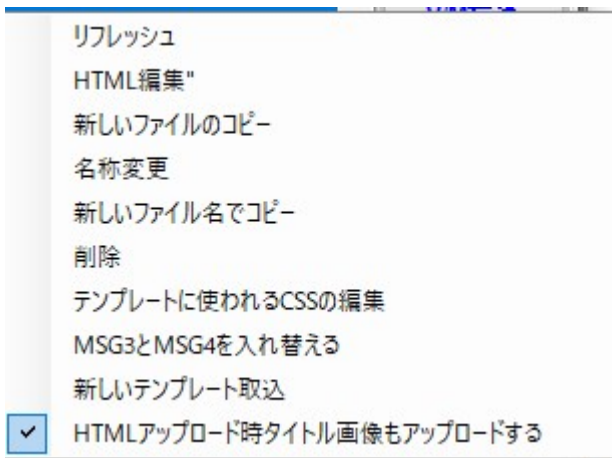 リフレッシュ
HTML編集"
新しいファイルのコピー
名称変更
新しいファイル名でコピー
削除
テンプレートに使われるCSSの編集
MSG3とMSG4を入れ替える
新しいテンプレート取込
HTMLアップロード時タイトル画像もアップロードする